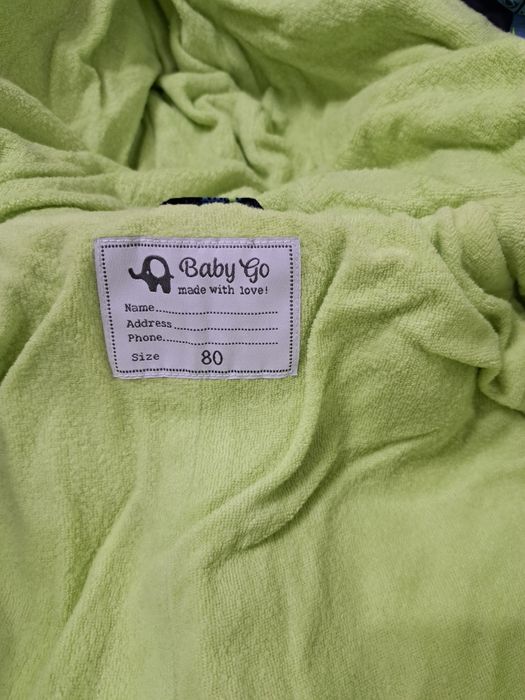 Baby Go
made with love!
Name
Address
Phone
Size 80